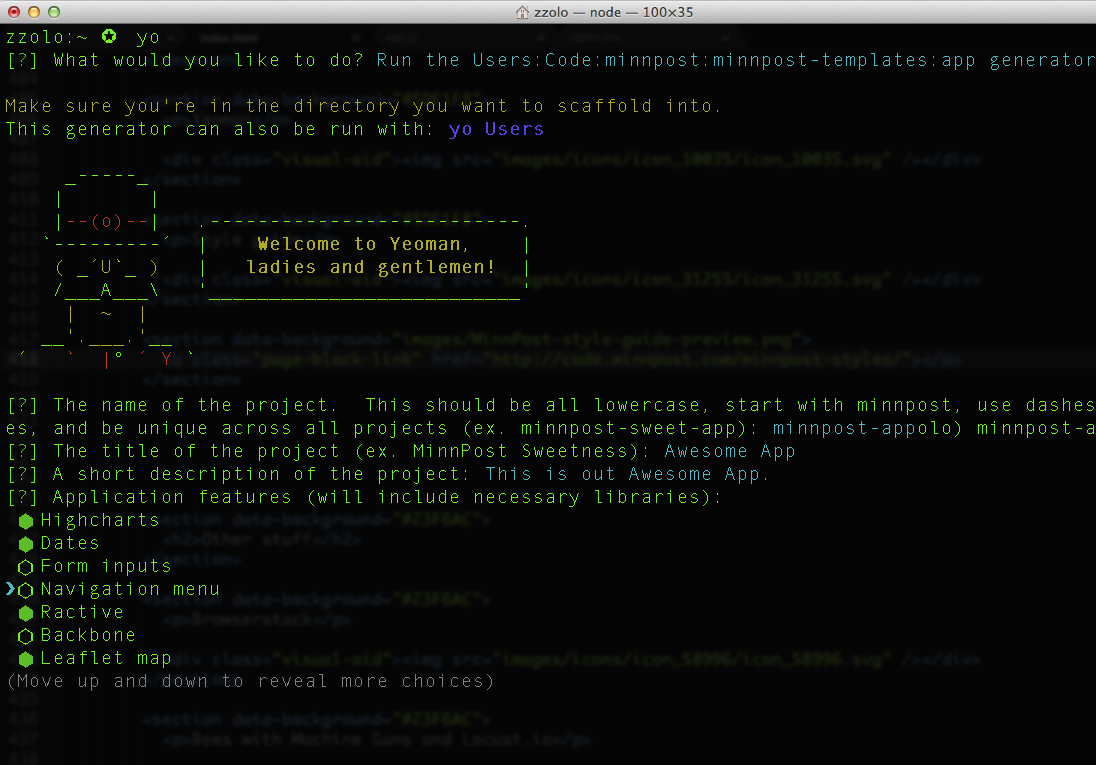 zzolo — node — 100×35
zzolo:~ ✪ yo
[?] What would you like to do? Run the Users:Code:minnpost:minnpost-templates:app generator
Make sure you're in the directory you want to scaffold into.
This generator can also be run with: yo Users
Welcome to Yeoman,
ladies and gentlemen!
[?] The name of the project.  This should be all lowercase, start with minnpost, use dashes
es, and be unique across all projects (ex. minnpost-sweet-app): minnpost-appolo) minnpost-a
[?] The title of the project (ex. MinnPost Sweetness): Awesome App
[?] A short description of the project: This is out Awesome App.
[?] Application features (will include necessary libraries):
⬢ Highcharts
⬢ Dates
⬡ Form inputs
❯⬡ Navigation menu
⬢ Ractive
⬡ Backbone
⬢ Leaflet map
(Move up and down to reveal more choices)